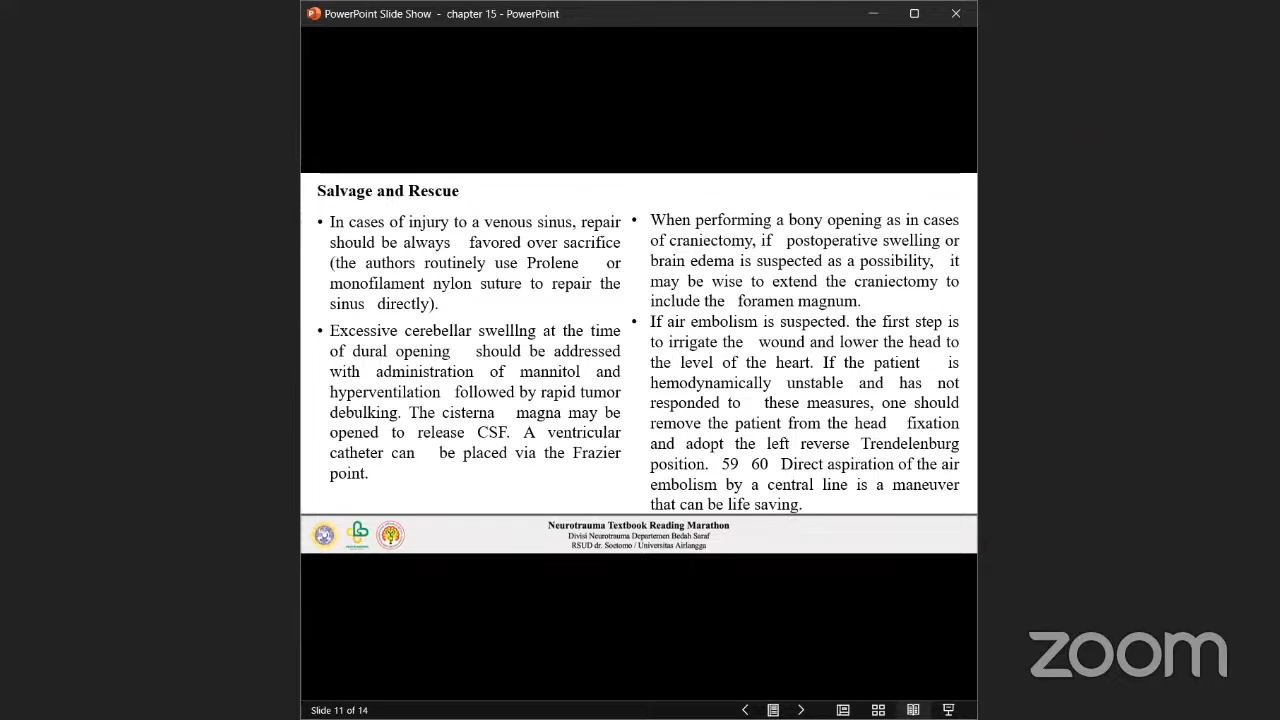 PowerPoint Slide Show - chapter 15 - PowerPoint
Salvage and Rescue
• In cases of injury to a venous sinus, repair
should be always favored over sacrifice
(the authors routinely use Prolene or
monofilament nylon suture to repair the
sinus directly).
• Excessive cerebellar swelllng at the time
of dural opening should be addressed
with administration of mannitol and
hyperventilation followed by rapid tumor
debulking. The cisterna magna may be
opened to release CSF. A ventricular
catheter can be placed via the Frazier
point.
• When performing a bony opening as in cases
of craniectomy, if postoperative swelling or
brain edema is suspected as a possibility, it
may be wise to extend the craniectomy to
include the foramen magnum.
• If air embolism is suspected. the first step is
to irrigate the wound and lower the head to
the level of the heart. If the patient is
hemodynamically unstable and has not
responded to these measures, one should
remove the patient from the head fixation
and adopt the left reverse Trendelenburg
position. 59 60 Direct aspiration of the air
embolism by a central line is a maneuver
that can be life saving.
Neurotrauma Textbook Reading Marathon
Divisi Neurotrauma Departemen Bedah Saraf
RSUD dr. Soetomo / Universitas Airlangga
zoom
Slide 11 of 14